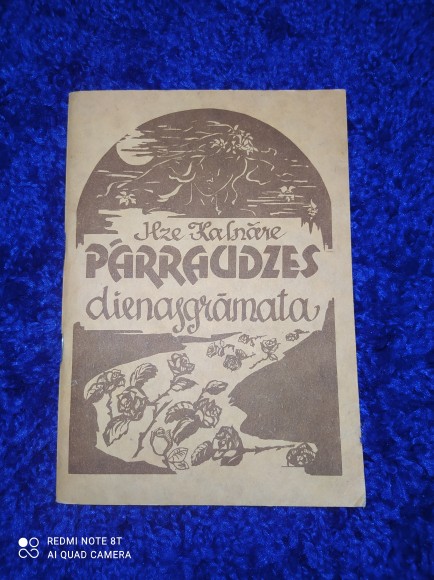 Ilze Kalnāre
PĀRRAUDZES
dienasgrāmata
REDMI NOTE 8T
AI QUAD CAMERA